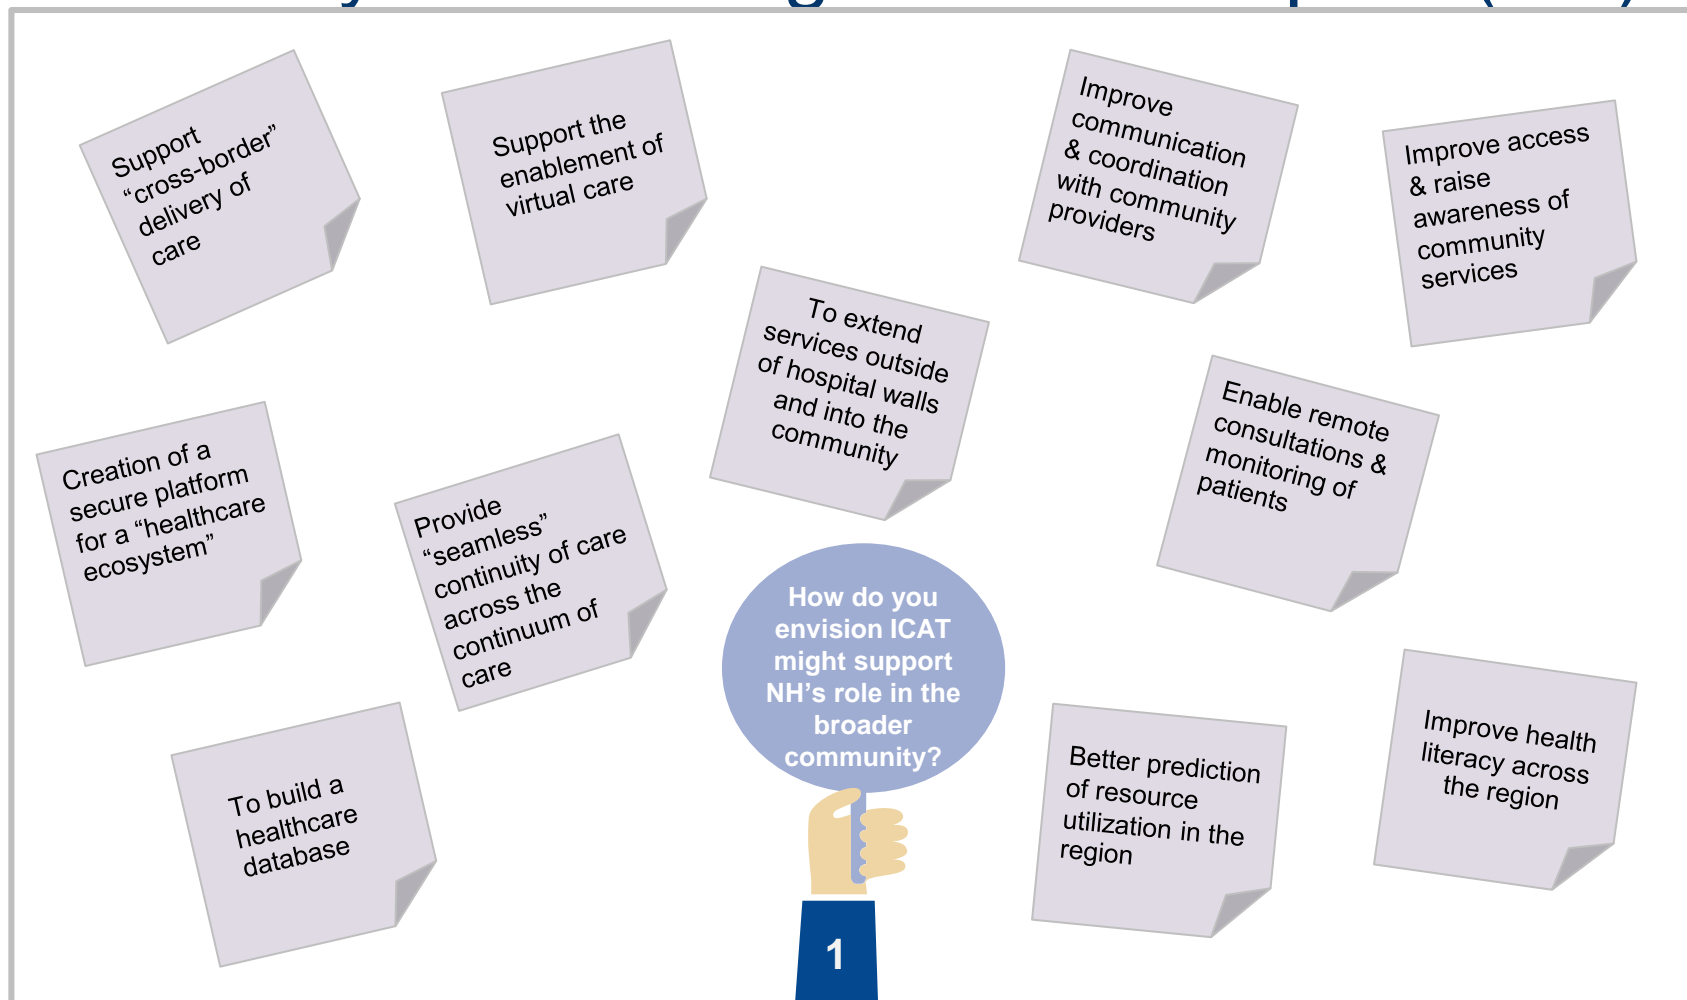 Support
“cross-border”
delivery of
care
Support the
enablement of
virtual care
Improve
communication
& coordination
with community
providers
Improve access
& raise
awareness of
community
services
To extend
services outside
of hospital walls
and into the
community
Enable remote
consultations &
monitoring of
patients
Creation of a
secure platform
for a “healthcare
ecosystem”
Provide
“seamless”
continuity of care
across the
continuum of
care
How do you
envision ICAT
might support
NH’s role in the
broader
community?
To build a
healthcare
database
Better prediction
of resource
utilization in the
region
Improve health
literacy across
the region
1